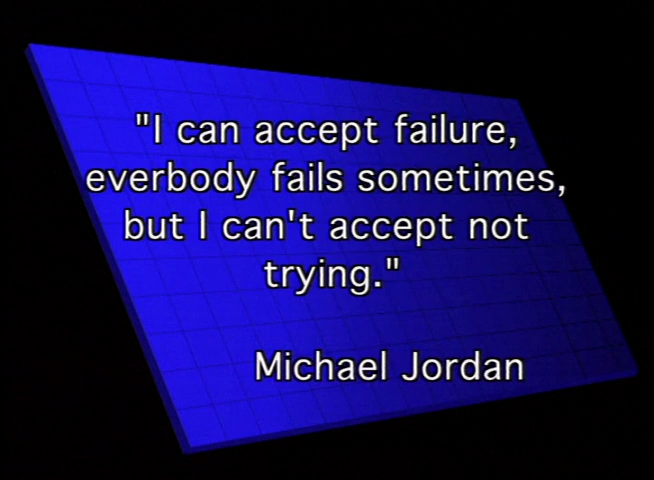 "I can accept failure,
everbody fails sometimes,
but I can't accept not
trying."
Michael Jordan